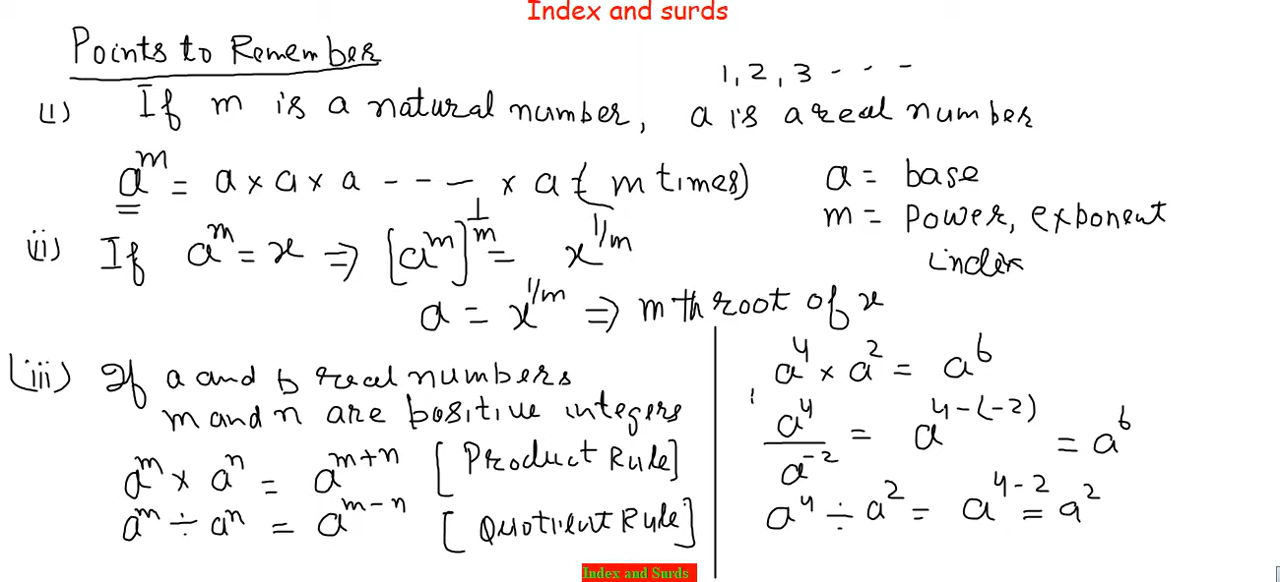 Index and surds
Points to Remember
1, 2, 3 - - -
(i) If m is a natural number, a is a real number
a^m = a × a × a - - - × a { m times)
a = base
m = Power, exponent
index
(ii) If a^m = x ⇒ [a^m]^(1/m) = x^(1/m)
a = x^(1/m) ⇒ m th root of x
(iii) If a and b real numbers
m and n are positive integers
a^m × a^n = a^(m+n) [Product Rule]
a^m ÷ a^n = a^(m-n) [Quotient Rule]
a^4 × a^2 = a^6
a^4 / a^-2 = a^(4-(-2)) = a^6
a^4 ÷ a^2 = a^(4-2) = a^2
Index and Surds